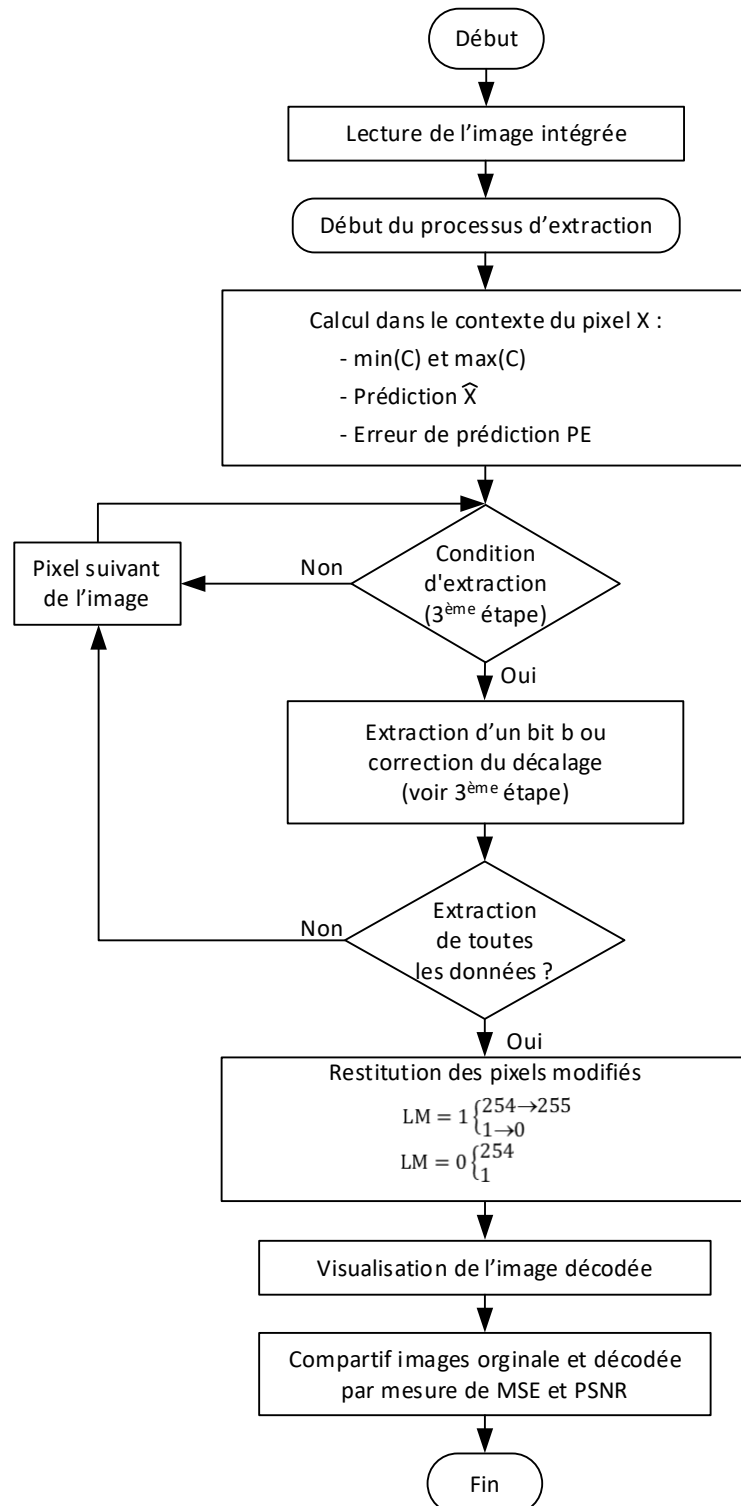 Début
Lecture de l’image intégrée
Début du processus d’extraction
Calcul dans le contexte du pixel X :
- min(C) et max(C)
- Prédiction X̂
- Erreur de prédiction PE
Pixel suivant
de l’image
Non
Condition
d'extraction
(3ème étape)
Oui
Extraction d’un bit b ou
correction du décalage
(voir 3ème étape)
Non
Extraction
de toutes
les données ?
Oui
Restitution des pixels modifiés
LM = 1 {254→255
1→0
LM = 0 {254
1
Visualisation de l’image décodée
Compartif images orginale et décodée
par mesure de MSE et PSNR
Fin